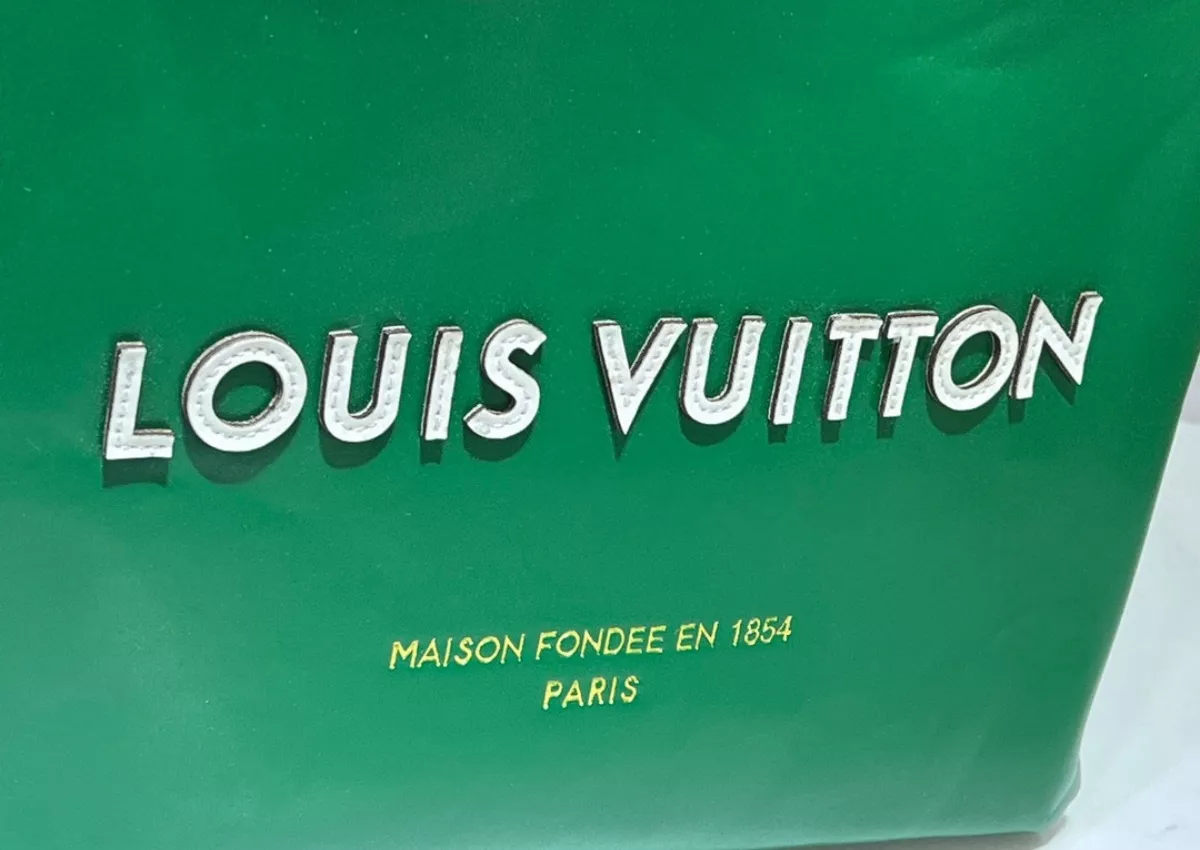 LOUIS VUITTON
MAISON FONDEE EN 1854
PARIS